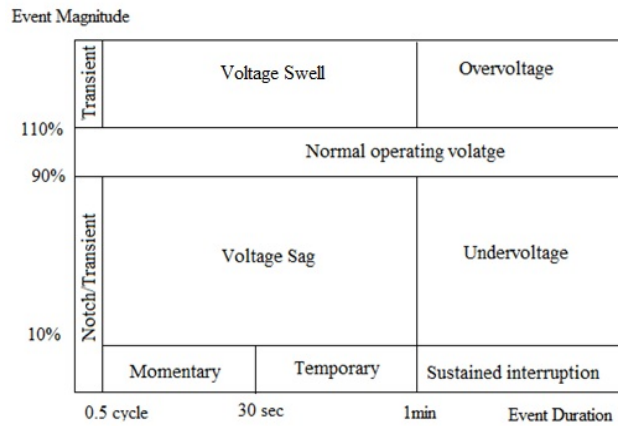 Event Magnitude
Transient
Voltage Swell
Overvoltage
110%
Normal operating volatge
90%
Notch/Transient
Voltage Sag
Undervoltage
10%
Momentary
Temporary
Sustained interruption
0.5 cycle
30 sec
1min
Event Duration